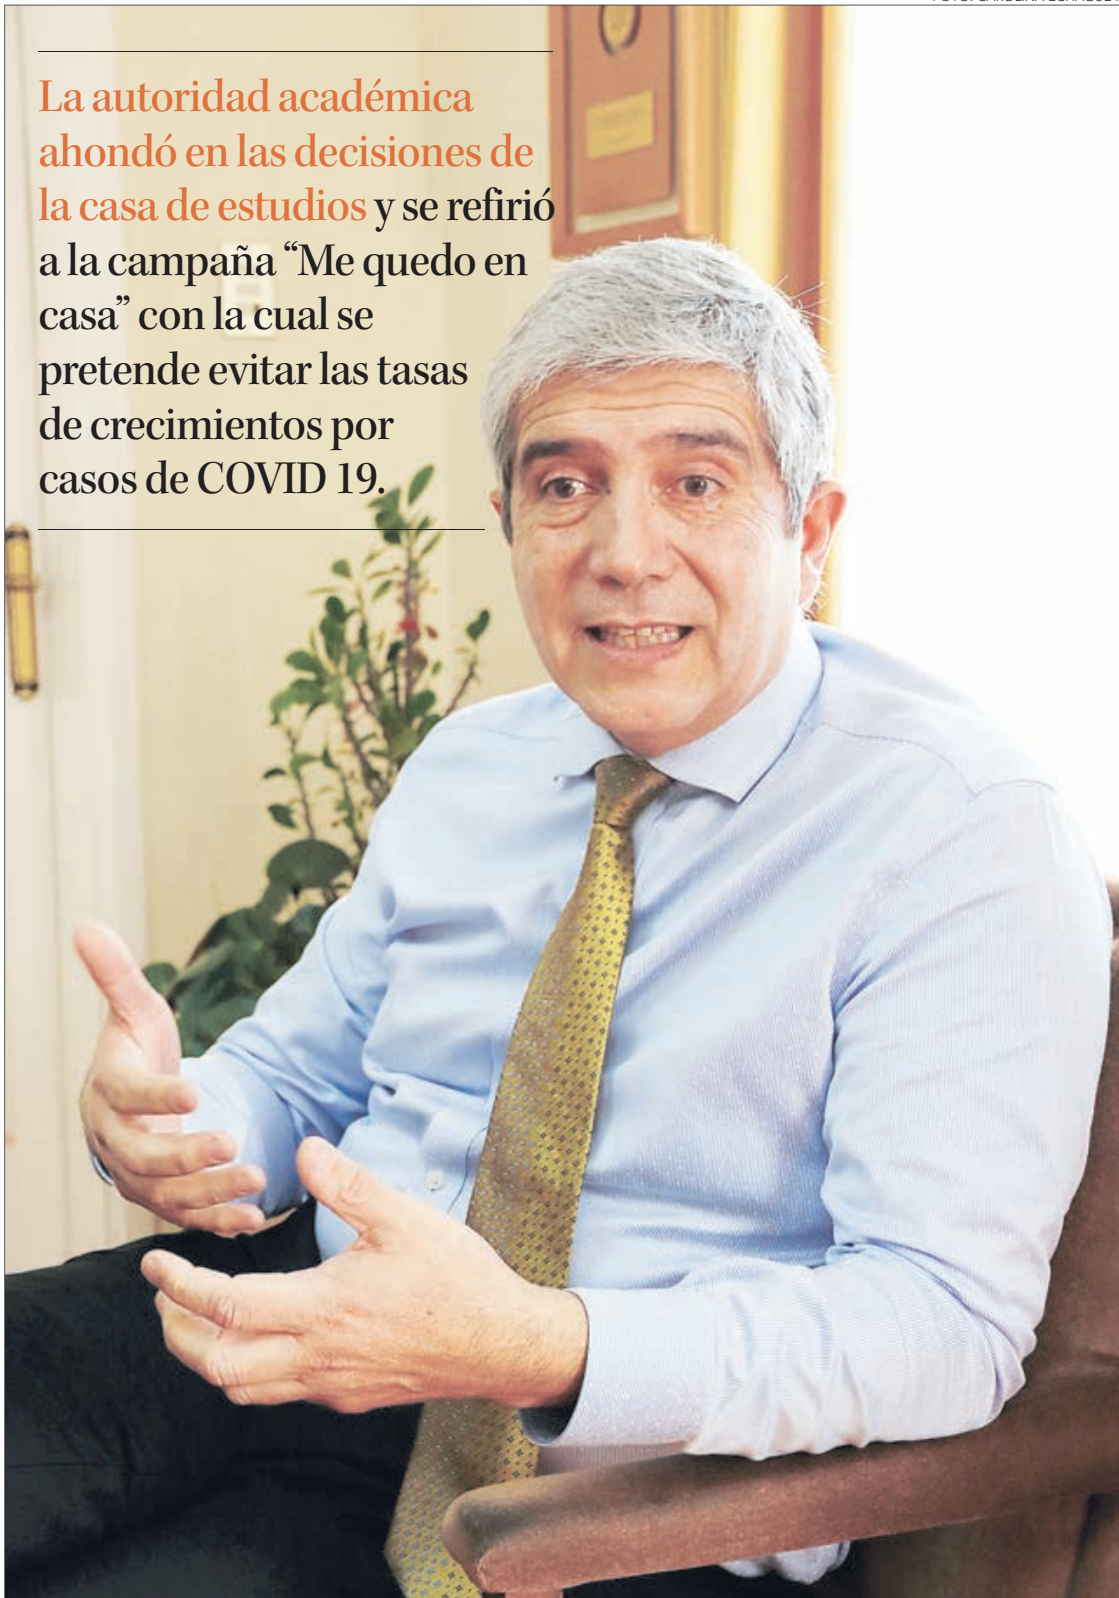 La autoridad académica
ahondó en las decisiones de
la casa de estudios y se refirió
a la campaña “Me quedo en
casa” con la cual se
pretende evitar las tasas
de crecimientos por
casos de COVID 19.